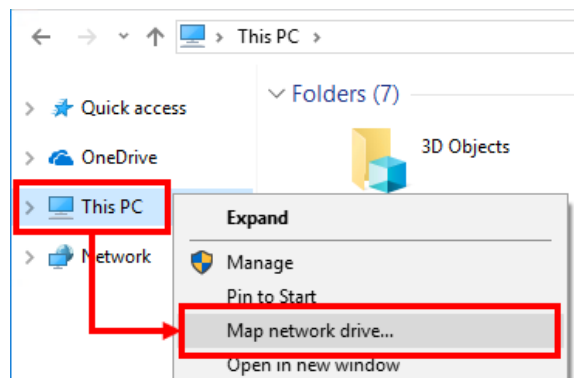 This PC
Folders (7)
Quick access
3D Objects
OneDrive
This PC
Network
Expand
Manage
Pin to Start
Map network drive...
Open in new window